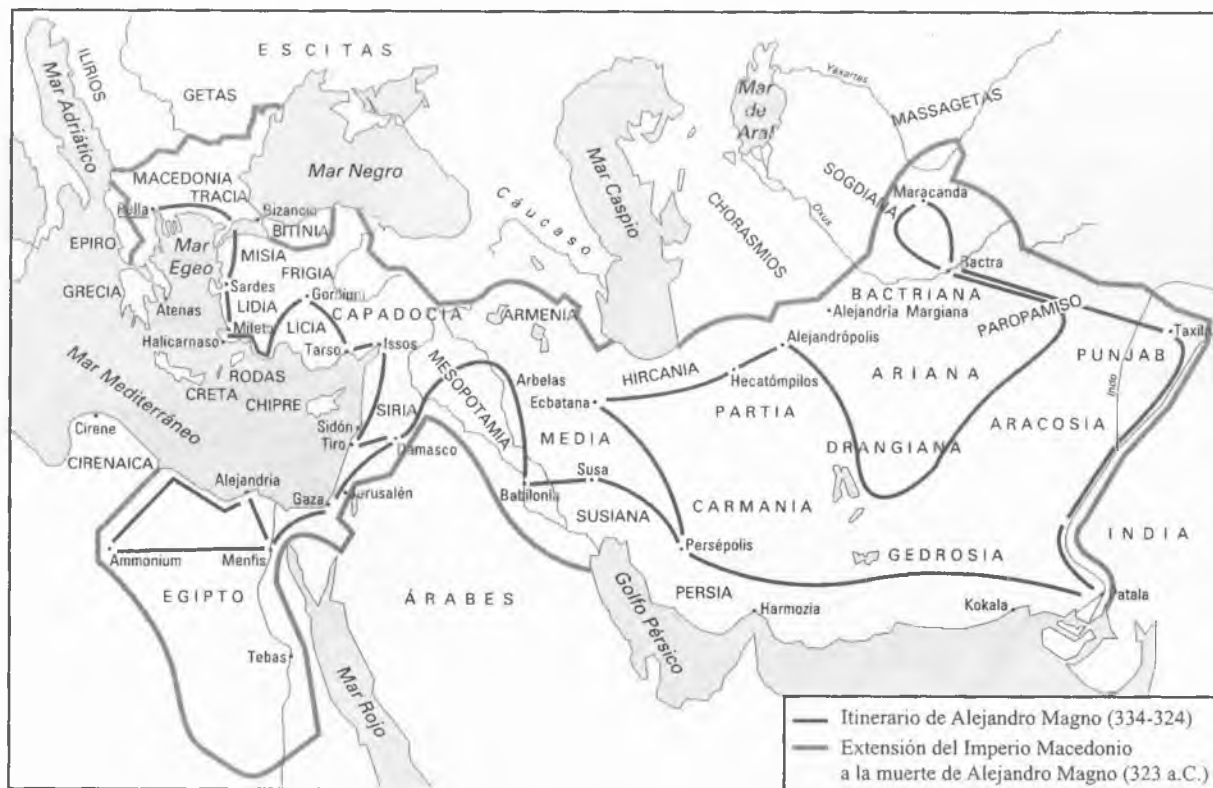 ESCITAS
ILIRIOS
Mar Adriático
GETAS
Mar de Aral
Yaxartes
MASSAGETAS
Mar Negro
Mar Caspio
MACEDONIA
TRACIA
SOGDIANA
Maracanda
Pella
Bizancio
BITÍNIA
Cáucaso
CHORASMIOS
Oxus
EPIRO
Mar Egeo
MISIA
FRIGIA
Bactra
GRECIA
Sardes
Gordium
BACTRIANA
Atenas
LIDIA
CAPADOCIA
ARMENIA
Alejandría Margiana
PAROPAMISO
Mileto
LICIA
Taxila
Halicarnaso
Tarso
Issos
Alejandrópolis
PUNJAB
RODAS
MESOPOTAMIA
HIRCANIA
Hecatómpilos
ARIANA
Indo
CRETA
Arbelas
Ecbatana
Mar Mediterráneo
CHIPRE
SIRIA
PARTIA
ARACOSIA
Cirene
Sidón
MEDIA
DRANGIANA
Tiro
Damasco
CIRENAICA
Susa
Alejandría
Gaza
Jerusalén
Babilonia
CARMANIA
SUSIANA
INDIA
Ammonium
Menfis
Persépolis
GEDROSIA
EGIPTO
ÁRABES
PERSIA
Patala
Golfo Pérsico
Harmozia
Kokala
Tebas
Mar Rojo
Itinerario de Alejandro Magno (334-324)
Extensión del Imperio Macedonio
a la muerte de Alejandro Magno (323 a.C.)